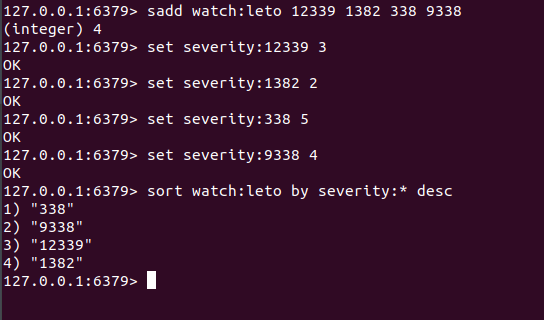 127.0.0.1:6379> sadd watch:leto 12339 1382 338 9338
(integer) 4
127.0.0.1:6379> set severity:12339 3
OK
127.0.0.1:6379> set severity:1382 2
OK
127.0.0.1:6379> set severity:338 5
OK
127.0.0.1:6379> set severity:9338 4
OK
127.0.0.1:6379> sort watch:leto by severity:* desc
1) "338"
2) "9338"
3) "12339"
4) "1382"
127.0.0.1:6379>